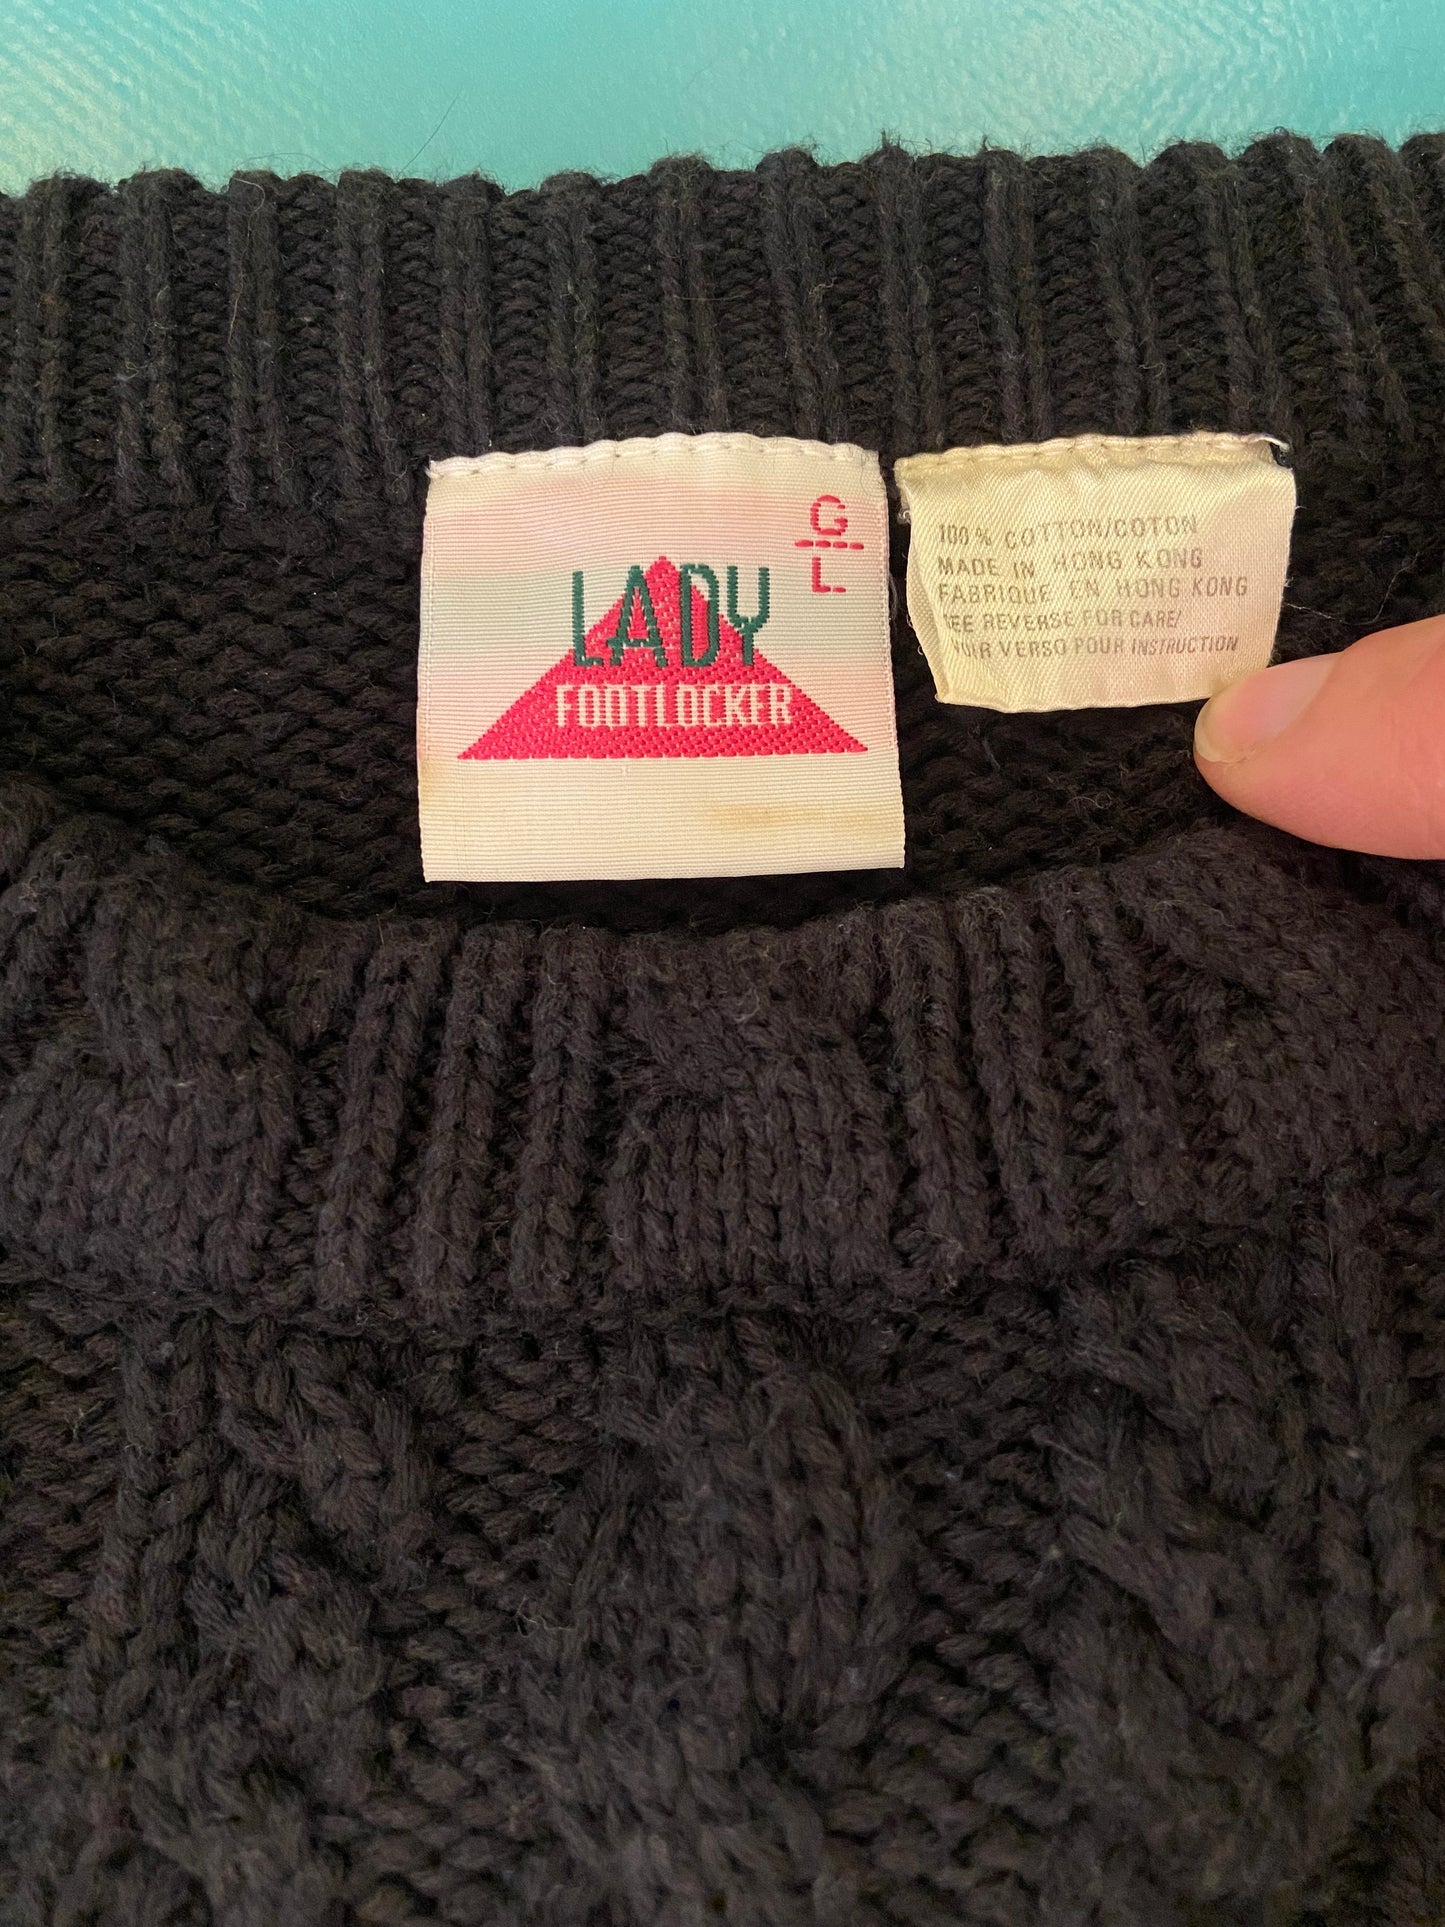 G
L
LADY
FOOTLOCKER
100% COTTON/COTON
MADE IN HONG KONG
FABRIQUE EN HONG KONG
SEE REVERSE FOR CARE/
VOIR VERSO POUR INSTRUCTION